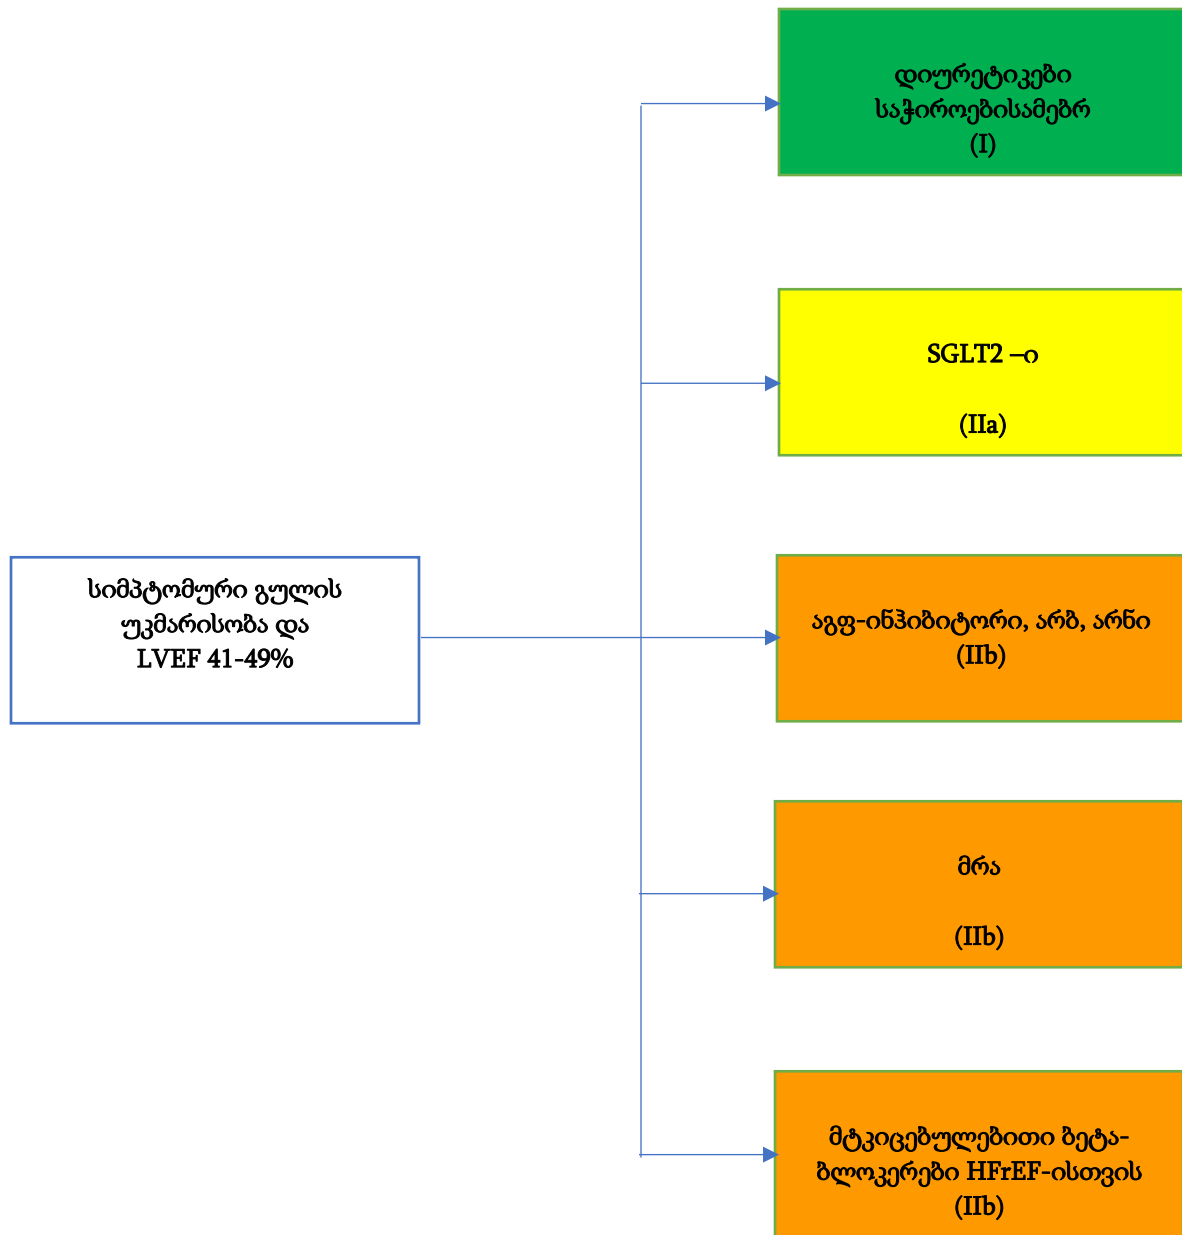 დიურეტიკები
საჭიროებისამებრ
(I)
SGLT2 –ი
(IIa)
სიმპტომური გულის
უკმარისობა და
LVEF 41-49%
აგფ-ინჰიბიტორი, არბ, არნი
(IIb)
მრა
(IIb)
მტკიცებულებითი ბეტა-
ბლოკერები HFrEF-ისთვის
(IIb)